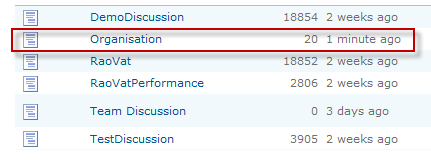 DemoDiscussion 18854 2 weeks ago
Organisation 20 1 minute ago
RaoVat 18852 2 weeks ago
RaoVatPerformance 2806 2 weeks ago
Team Discussion 0 3 days ago
TestDiscussion 3905 2 weeks ago